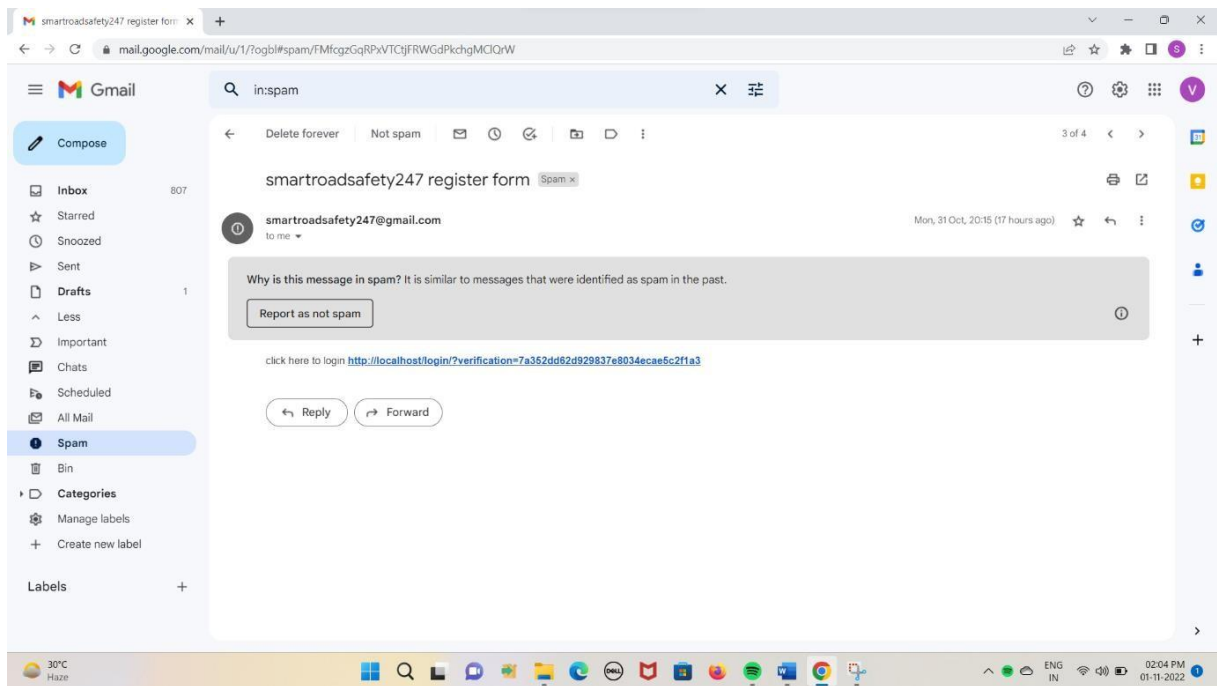 smartroadsafety247 register form
mail.google.com/mail/u/1/?ogbl#spam/FMfcgzGqRPxVTCtjFRWGdPkchgMClQrW
S
Gmail
in:spam
V
Compose
Delete forever Not spam
3 of 4
31
Inbox 807
Starred
Snoozed
Sent
Drafts 1
Less
Important
Chats
Scheduled
All Mail
Spam
Bin
Categories
Manage labels
Create new label
Labels
smartroadsafety247 register form Spam ×
smartroadsafety247@gmail.com Mon, 31 Oct, 20:15 (17 hours ago)
to me
Why is this message in spam? It is similar to messages that were identified as spam in the past.
Report as not spam
click here to login http://localhost/login/?verification=7a352dd62d929837e8034ecae5c2f1a3
Reply Forward
30°C
Haze
DELL
W
ENG
IN
02:04 PM
01-11-2022
1